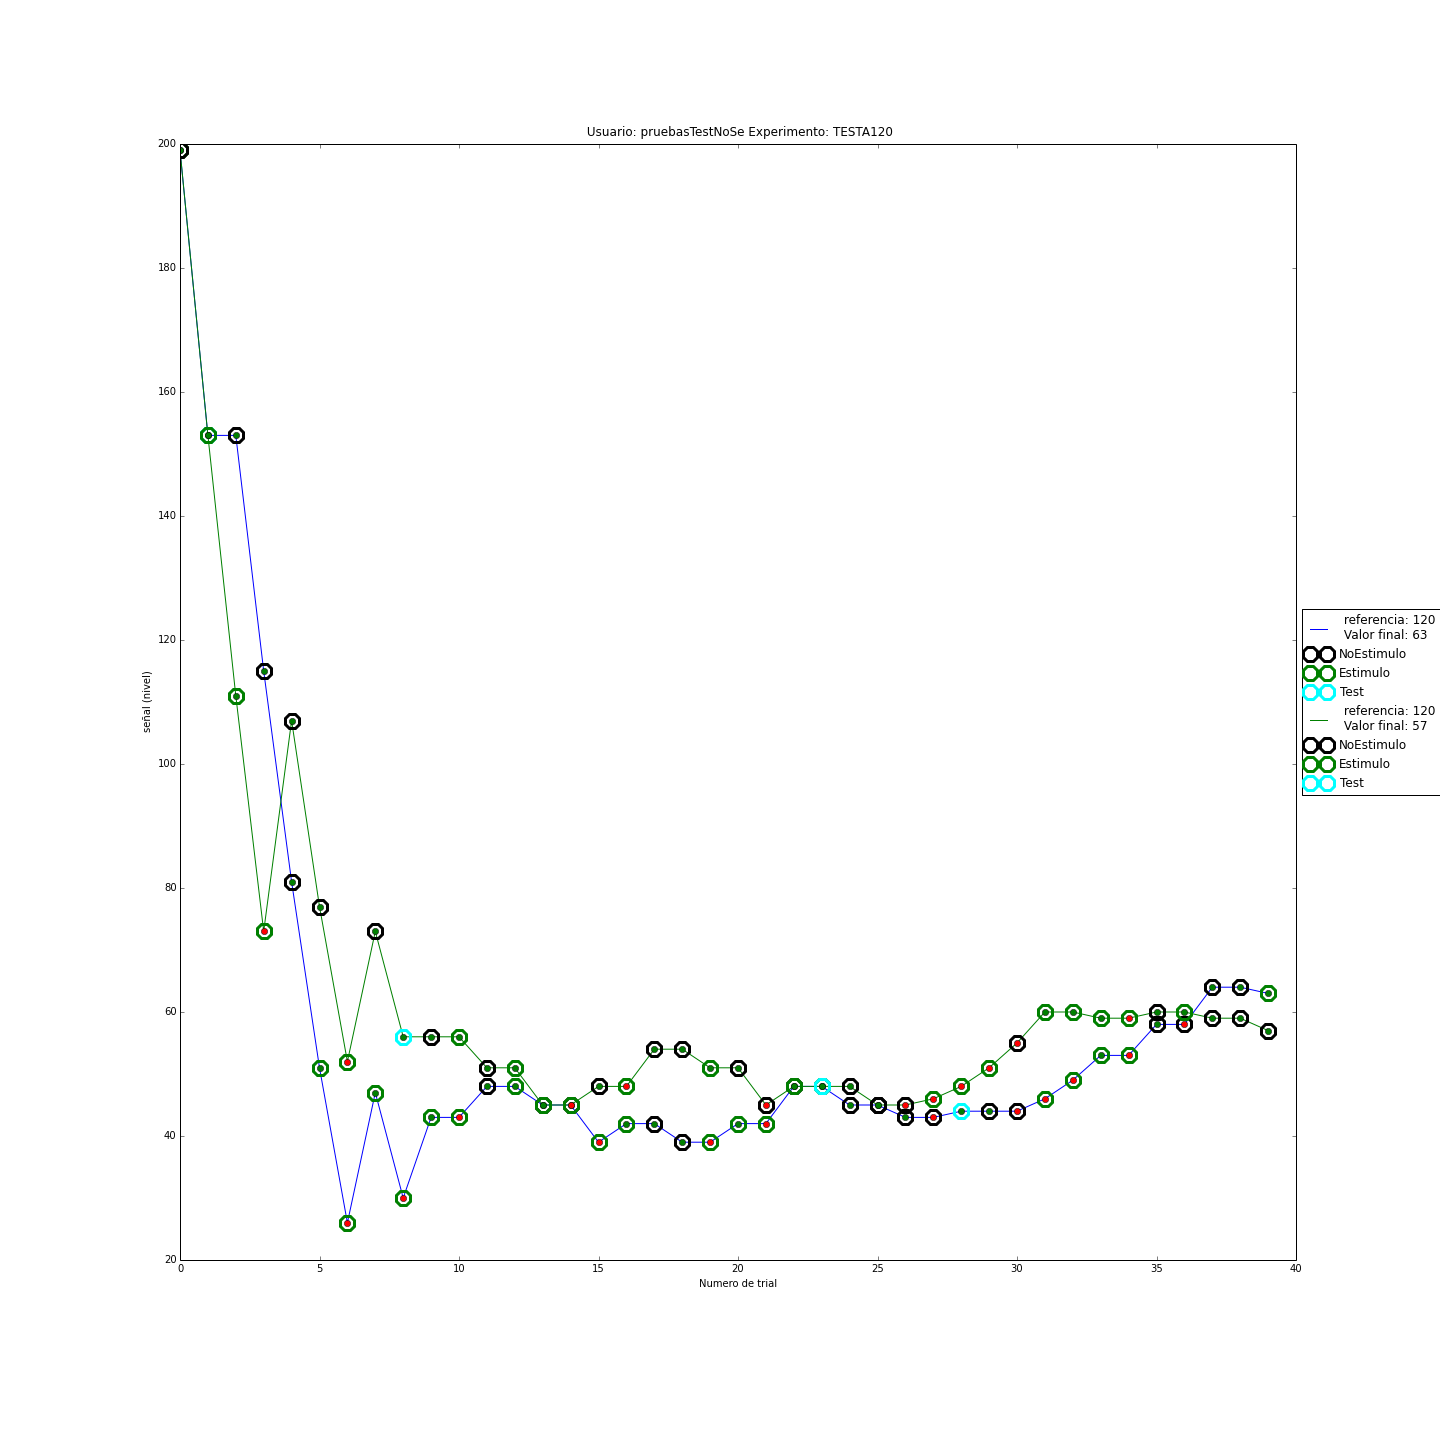 Usuario: pruebasTestNoSe Experimento: TESTA120
200
180
160
140
120
100
80
60
40
20
señal (nivel)
0 5 10 15 20 25 30 35 40
Numero de trial
referencia: 120
Valor final: 63
NoEstimulo
Estimulo
Test
referencia: 120
Valor final: 57
NoEstimulo
Estimulo
Test